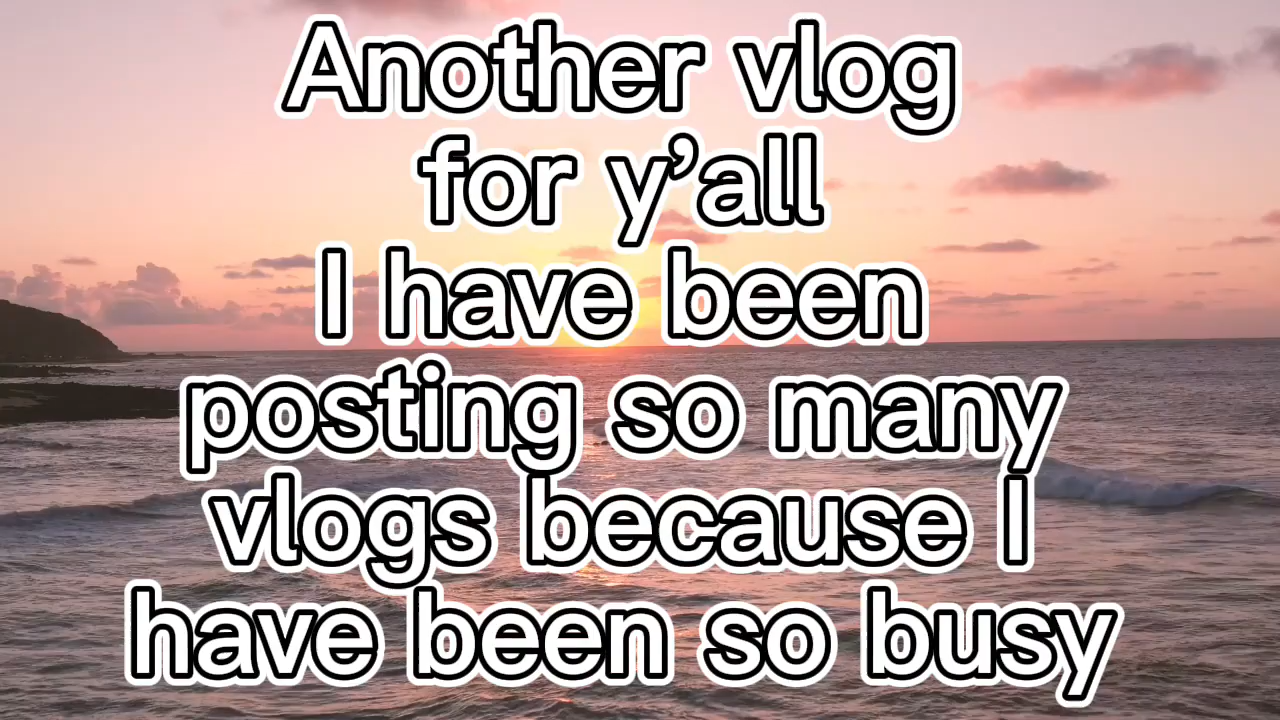 Another vlog
for y’all
I have been
posting so many
vlogs because I
have been so busy